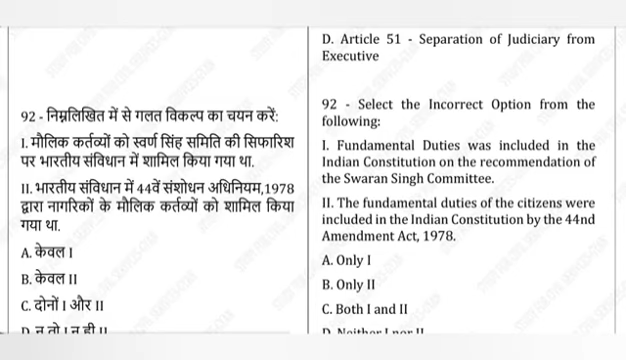 92 - निम्नलिखित में से गलत विकल्प का चयन करें:
I. मौलिक कर्तव्यों को स्वर्ण सिंह समिति की सिफारिश
पर भारतीय संविधान में शामिल किया गया था.
II. भारतीय संविधान में 44वें संशोधन अधिनियम,1978
द्वारा नागरिकों के मौलिक कर्तव्यों को शामिल किया
गया था.
A. केवल I
B. केवल II
C. दोनों I और II
D. न तो I न ही II
D. Article 51 - Separation of Judiciary from
Executive
92 - Select the Incorrect Option from the
following:
I. Fundamental Duties was included in the
Indian Constitution on the recommendation of
the Swaran Singh Committee.
II. The fundamental duties of the citizens were
included in the Indian Constitution by the 44nd
Amendment Act, 1978.
A. Only I
B. Only II
C. Both I and II
D. Neither I nor II